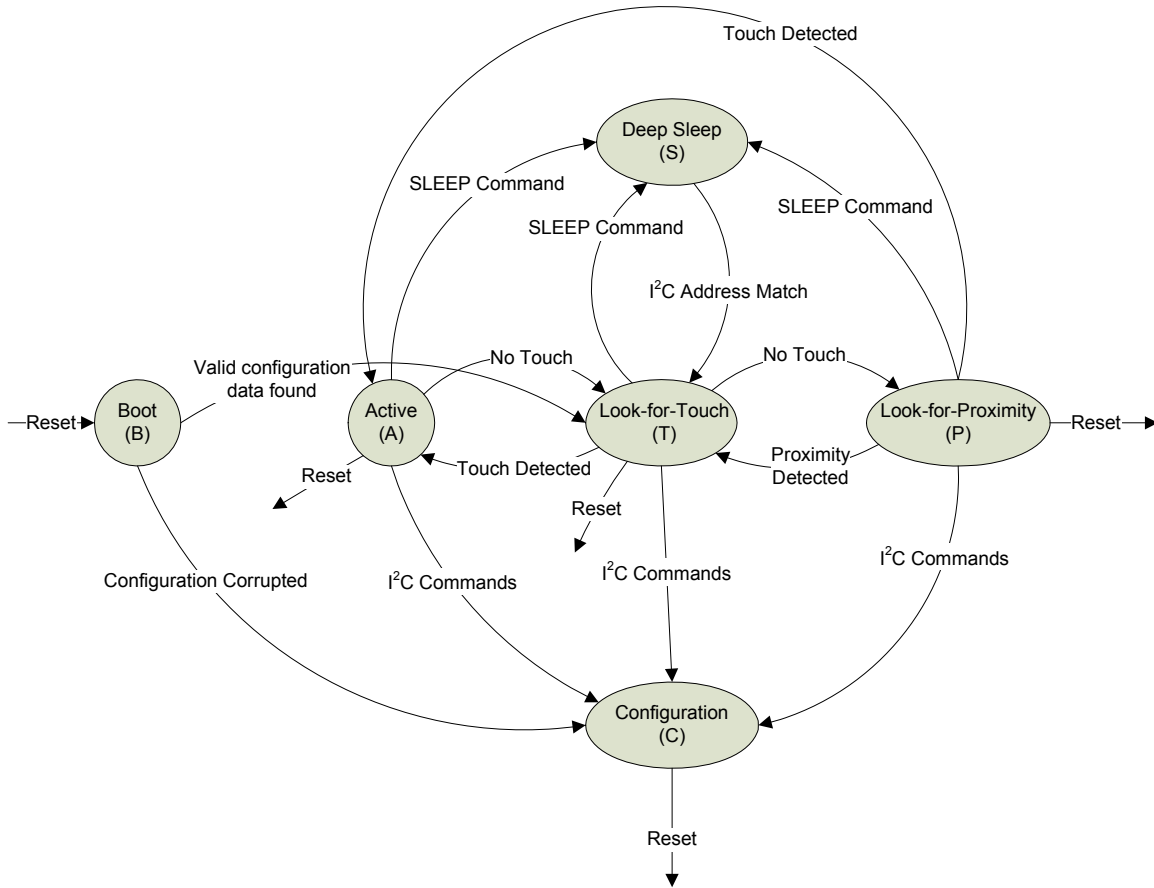 Touch Detected
Deep Sleep
(S)
SLEEP Command
SLEEP Command
SLEEP Command
I²C Address Match
Valid configuration
data found
No Touch
No Touch
Reset
Boot
(B)
Active
(A)
Look-for-Touch
(T)
Look-for-Proximity
(P)
Reset
Reset
Touch Detected
Proximity
Detected
Reset
Configuration Corrupted
I²C Commands
I²C Commands
I²C Commands
Configuration
(C)
Reset